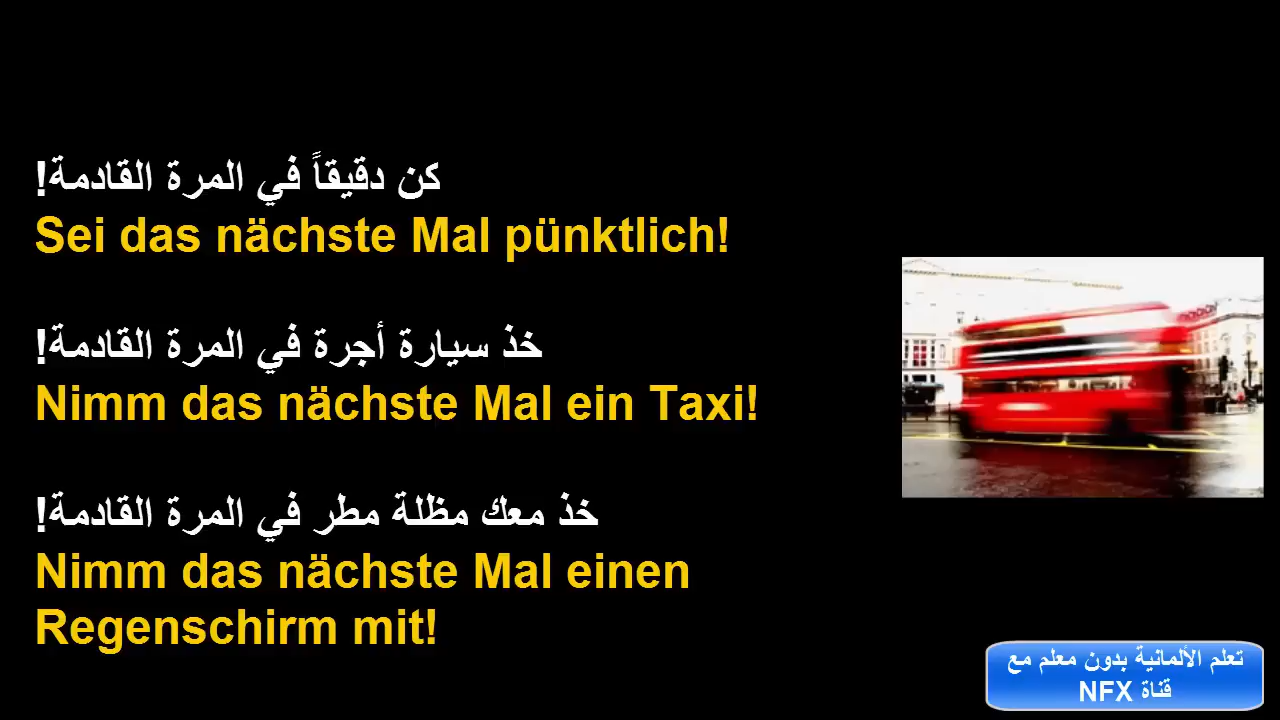 كن دقيقاً في المرة القادمة!
Sei das nächste Mal pünktlich!
خذ سيارة أجرة في المرة القادمة!
Nimm das nächste Mal ein Taxi!
خذ معك مظلة مطر في المرة القادمة!
Nimm das nächste Mal einen
Regenschirm mit!
تعلم الألمانية بدون معلم مع
قناة NFX